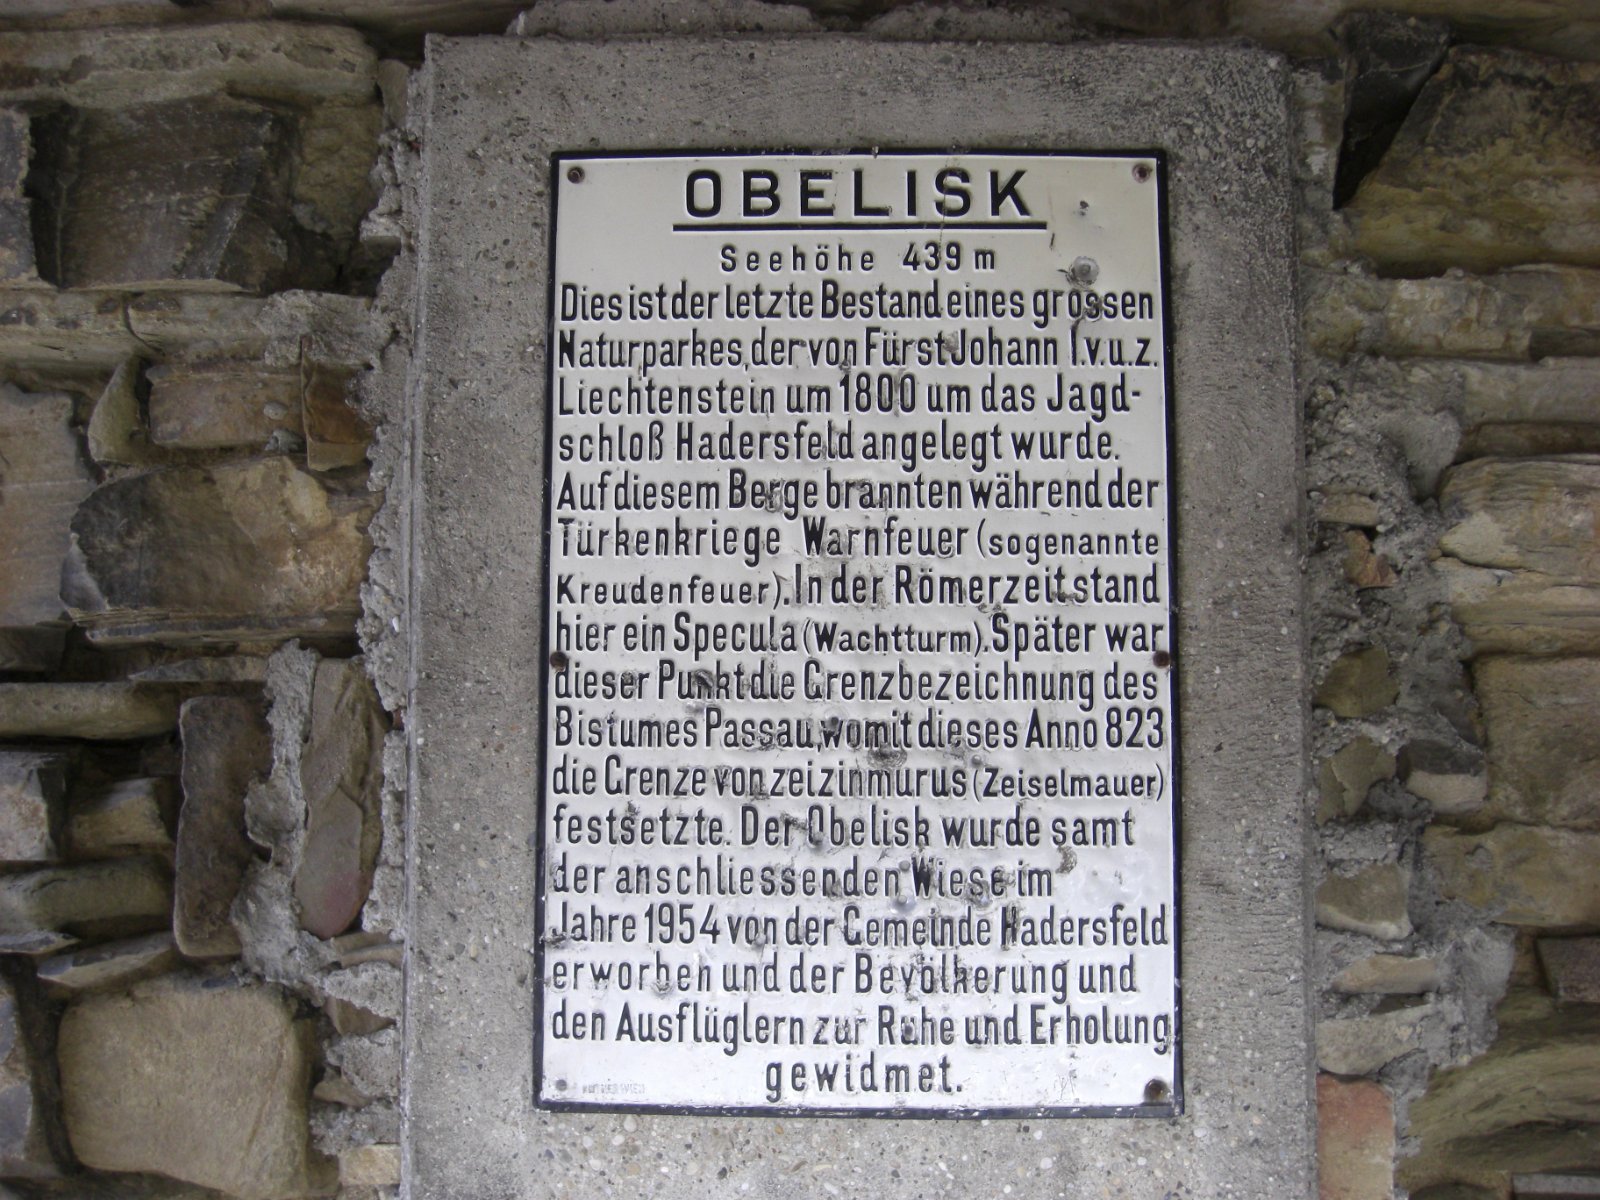 OBELISK
Seehöhe 439 m
Dies ist der letzte Bestand eines grossen
Naturparkes, der von Fürst Johann I. v. u. z.
Liechtenstein um 1800 um das Jagd-
schloß Hadersfeld angelegt wurde.
Auf diesem Berge brannten während der
Türkenkriege Warnfeuer (sogenannte
Kreudenfeuer). In der Römerzeit stand
hier ein Specula (Wachtturm). Später war
dieser Punkt die Grenzbezeichnung des
Bistumes Passau, womit dieses Anno 823
die Grenze von zeizinmurus (Zeiselmauer)
festsetzte. Der Obelisk wurde samt
der anschliessenden Wiese im
Jahre 1954 von der Gemeinde Hadersfeld
erworben und der Bevölkerung und
den Ausflüglern zur Ruhe und Erholung
gewidmet.